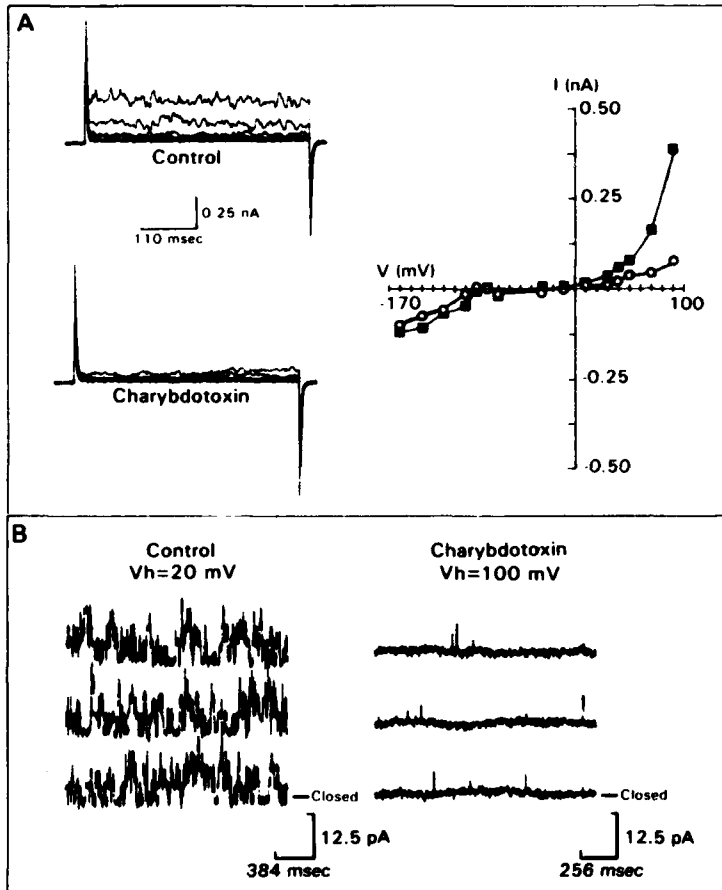 A
Control
0.25 nA
110 msec
Charybdotoxin
I (nA)
0.50
0.25
V (mV)
-170
100
-0.25
-0.50
B
Control
Vh=20 mV
Charybdotoxin
Vh=100 mV
Closed
Closed
12.5 pA
12.5 pA
384 msec
256 msec